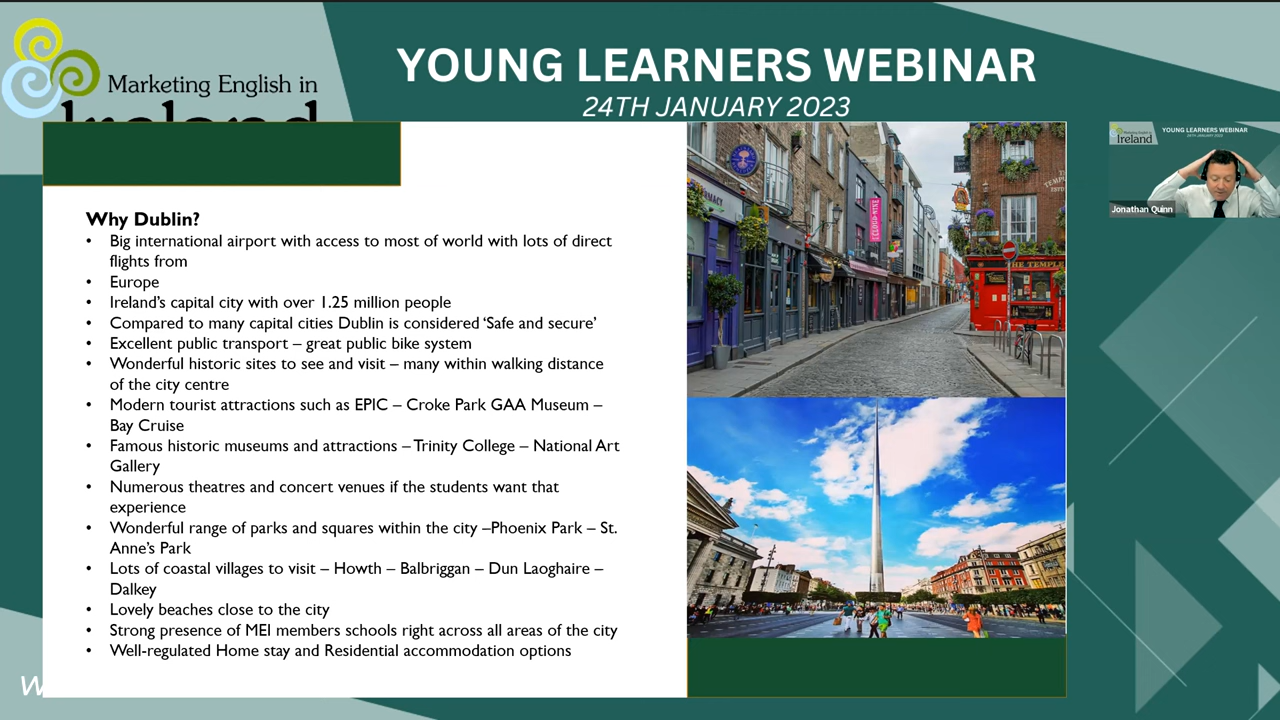 Marketing English in
Ireland
YOUNG LEARNERS WEBINAR
24TH JANUARY 2023
Why Dublin?
• Big international airport with access to most of world with lots of direct
flights from
• Europe
• Ireland's capital city with over 1.25 million people
• Compared to many capital cities Dublin is considered 'Safe and secure'
• Excellent public transport – great public bike system
• Wonderful historic sites to see and visit – many within walking distance
of the city centre
• Modern tourist attractions such as EPIC – Croke Park GAA Museum –
Bay Cruise
• Famous historic museums and attractions – Trinity College – National Art
Gallery
• Numerous theatres and concert venues if the students want that
experience
• Wonderful range of parks and squares within the city –Phoenix Park – St.
Anne's Park
• Lots of coastal villages to visit – Howth – Balbriggan – Dun Laoghaire –
Dalkey
• Lovely beaches close to the city
• Strong presence of MEI members schools right across all areas of the city
• Well-regulated Home stay and Residential accommodation options
THE TEMPLE
Marketing English in
Ireland
YOUNG LEARNERS WEBINAR
Jonathan Quinn